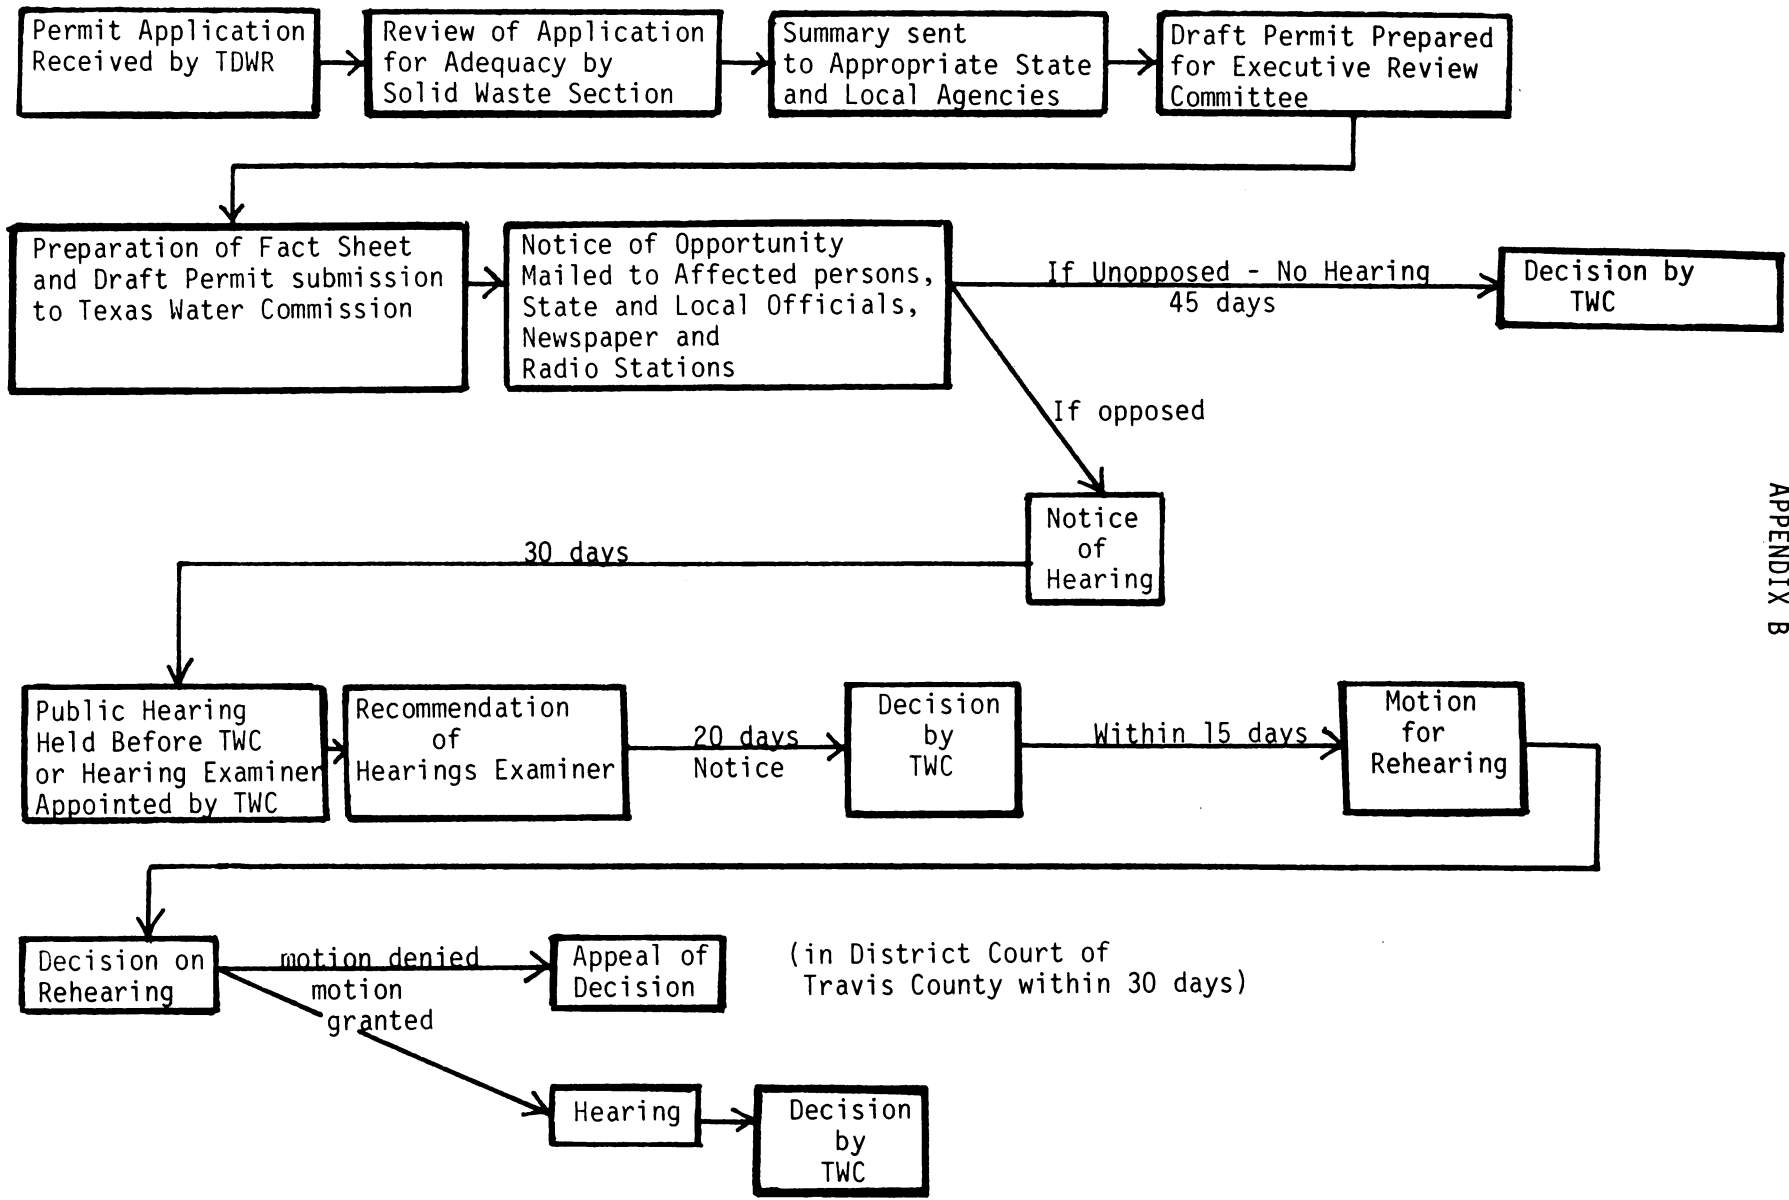 Permit Application
Received by TDWR
Review of Application
for Adequacy by
Solid Waste Section
Summary sent
to Appropriate State
and Local Agencies
Draft Permit Prepared
for Executive Review
Committee
Preparation of Fact Sheet
and Draft Permit submission
to Texas Water Commission
Notice of Opportunity
Mailed to Affected persons,
State and Local Officials,
Newspaper and
Radio Stations
If Unopposed - No Hearing
45 days
Decision by
TWC
If opposed
Notice
of
Hearing
30 days
APPENDIX B
Public Hearing
Held Before TWC
or Hearing Examiner
Appointed by TWC
Recommendation
of
Hearings Examiner
20 days
Notice
Decision
by
TWC
Within 15 days
Motion
for
Rehearing
Decision on
Rehearing
motion denied
motion
granted
Appeal of
Decision
(in District Court of
Travis County within 30 days)
Hearing
Decision
by
TWC